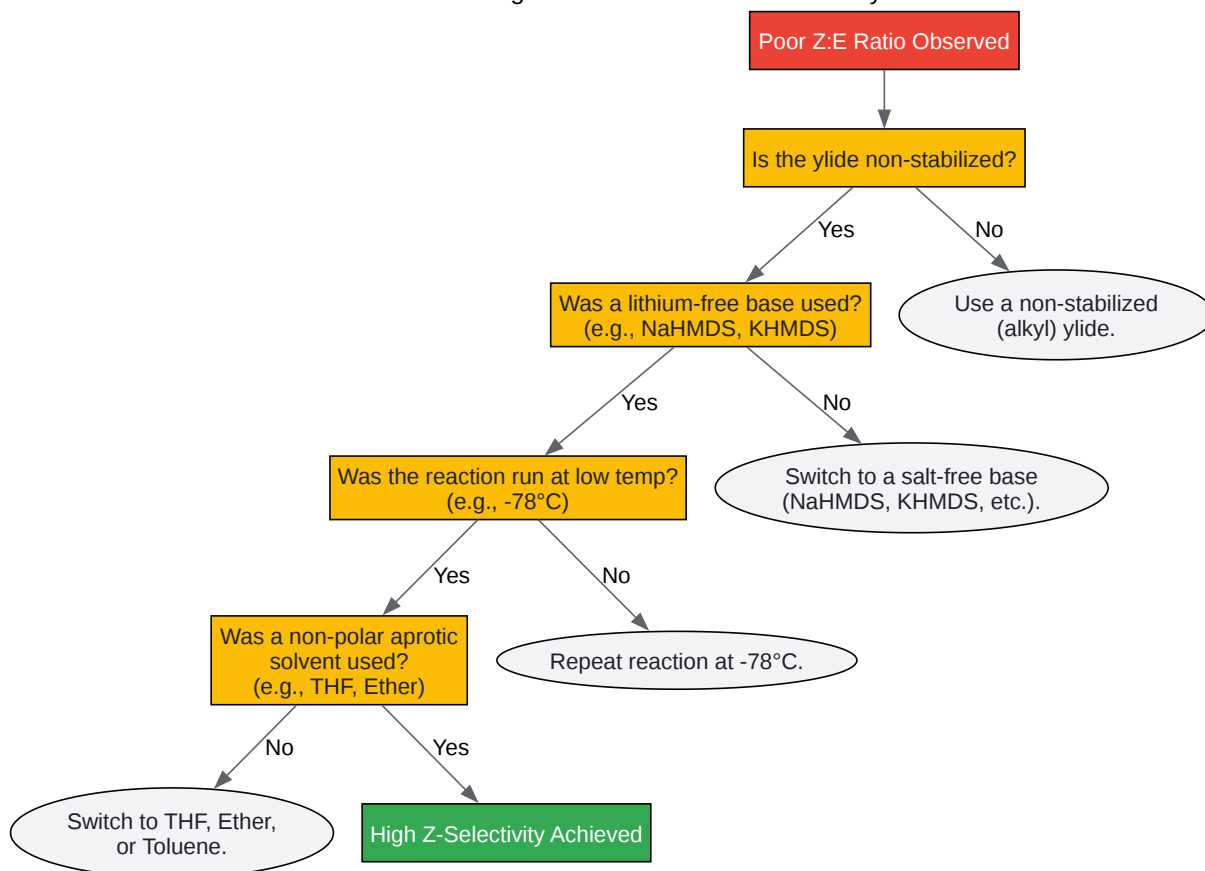 Poor Z:E Ratio Observed
Is the ylide non-stabilized?
Yes
No
Was a lithium-free base used?
(e.g., NaHMDS, KHMDS)
Use a non-stabilized
(alkyl) ylide.
Yes
No
Was the reaction run at low temp?
(e.g., -78°C)
Switch to a salt-free base
(NaHMDS, KHMDS, etc.).
Yes
No
Was a non-polar aprotic
solvent used?
(e.g., THF, Ether)
Repeat reaction at -78°C.
No
Yes
Switch to THF, Ether,
or Toluene.
High Z-Selectivity Achieved